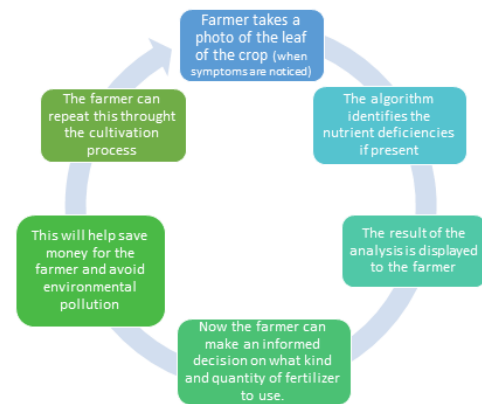 Farmer takes a
photo of the leaf
of the crop (when
symptoms are noticed)
The algorithm
identifies the
nutrient deficiencies
if present
The result of the
analysis is displayed
to the farmer
Now the farmer can
make an informed
decision on what kind
and quantity of fertilizer
to use.
This will help save
money for the
farmer and avoid
environmental
pollution
The farmer can
repeat this throught
the cultivation
process